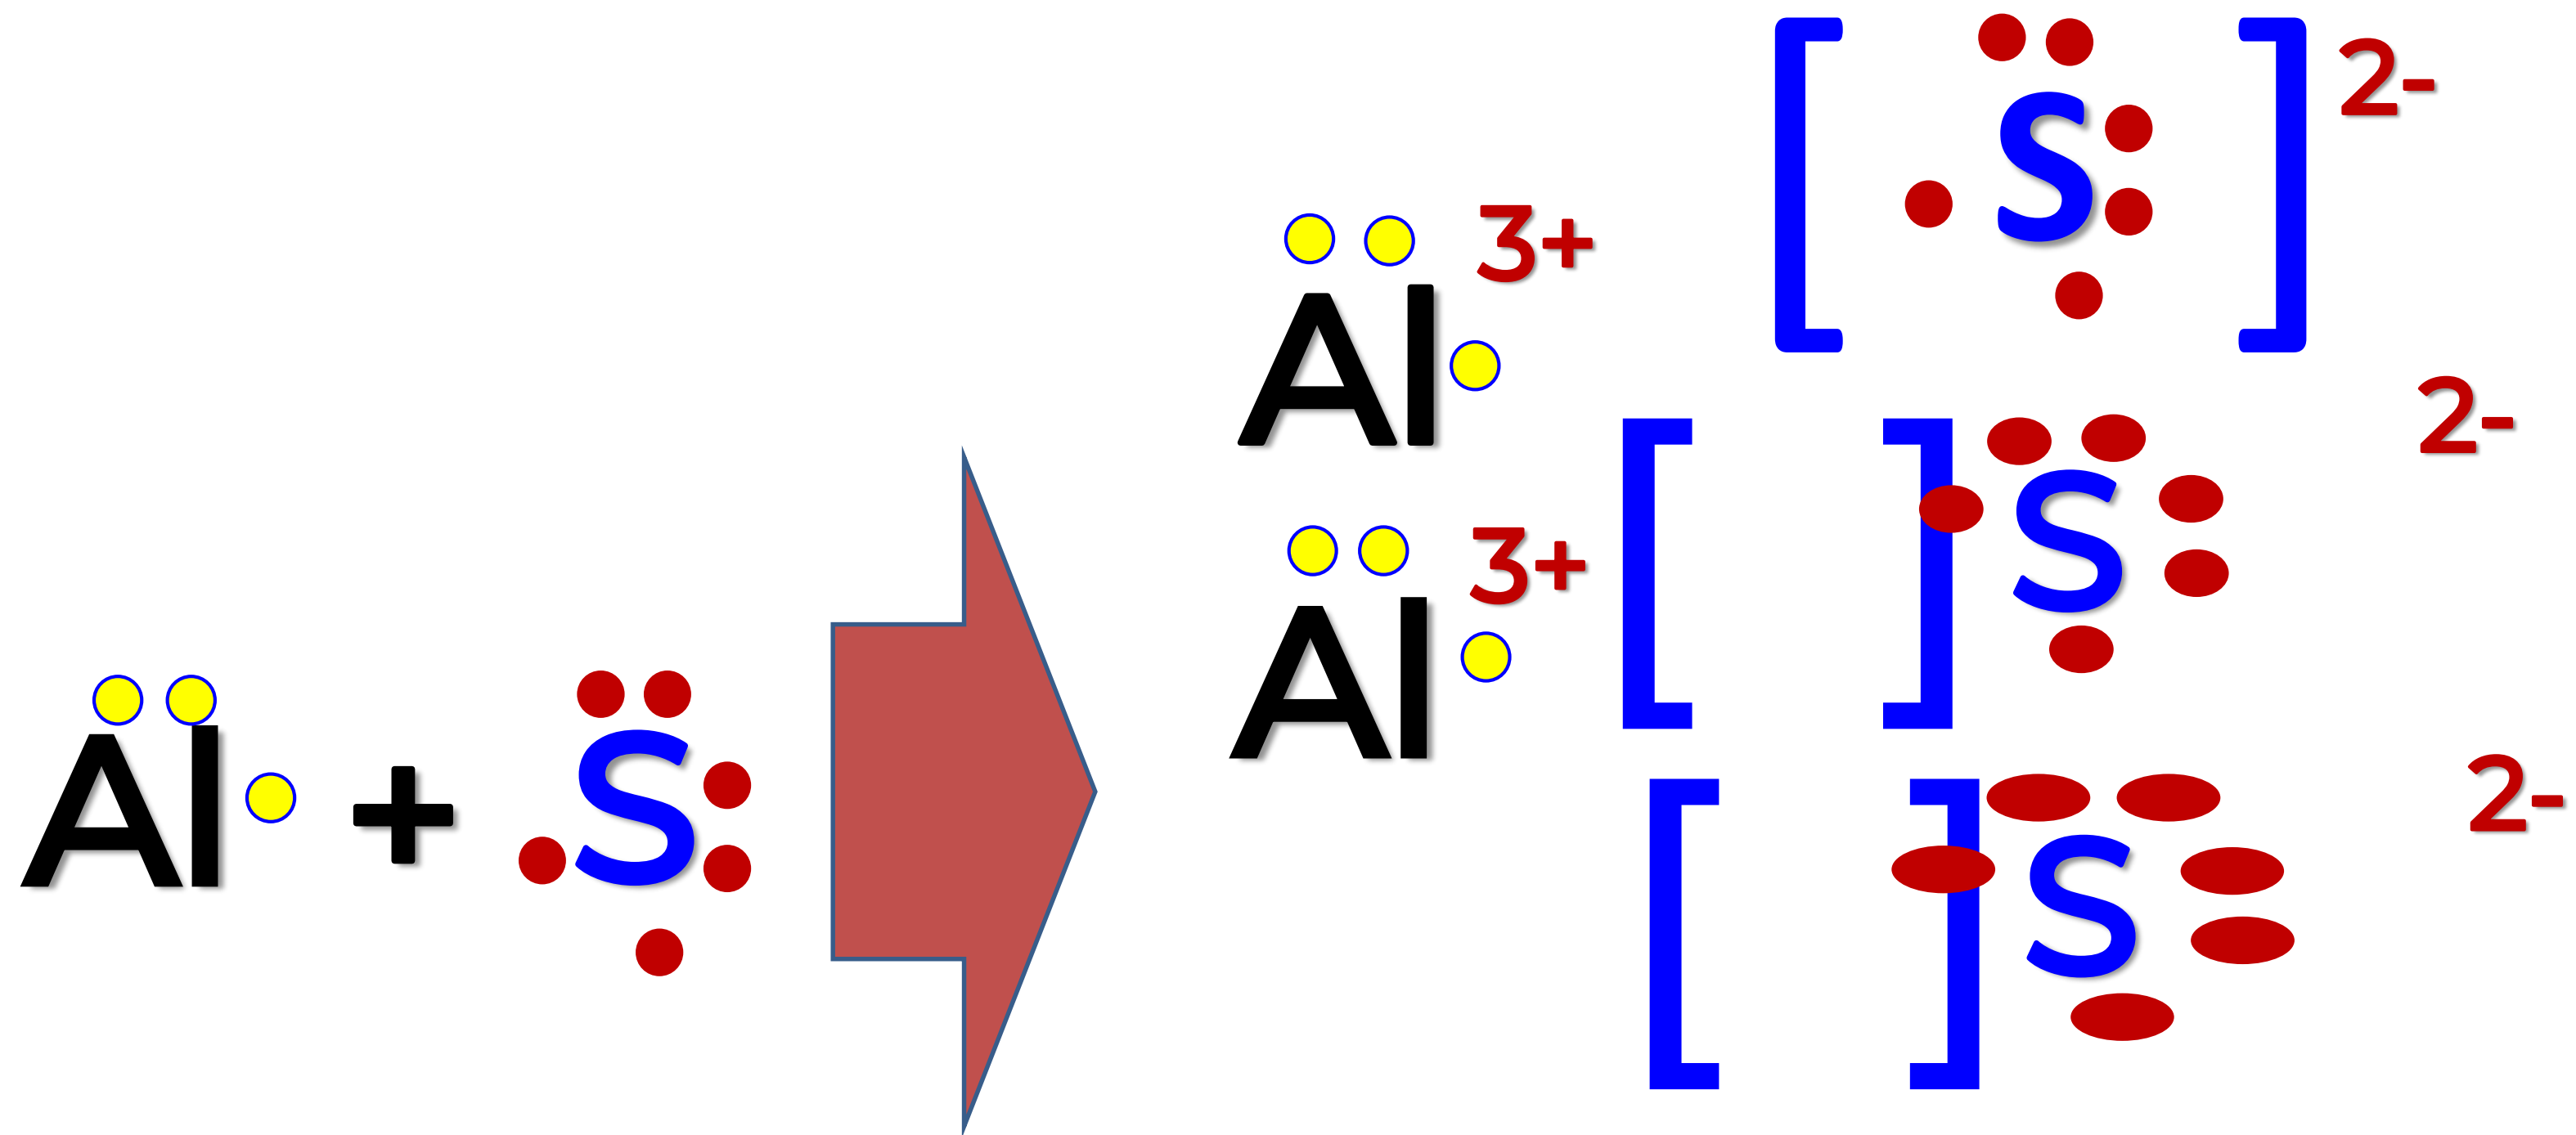 Al + S
Al 3+ [ S ] 2-
Al 3+ [ ] S 2-
[ ] S 2-